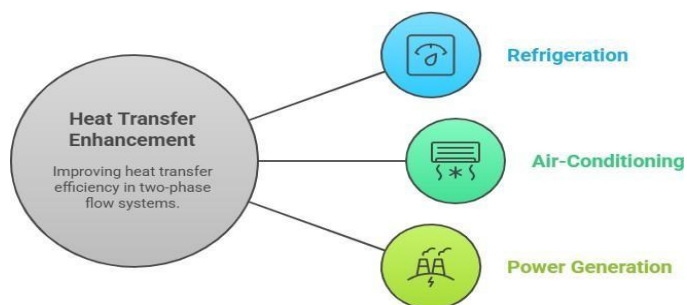 Heat Transfer
Enhancement
Improving heat transfer
efficiency in two-phase
flow systems.
Refrigeration
Air-Conditioning
Power Generation